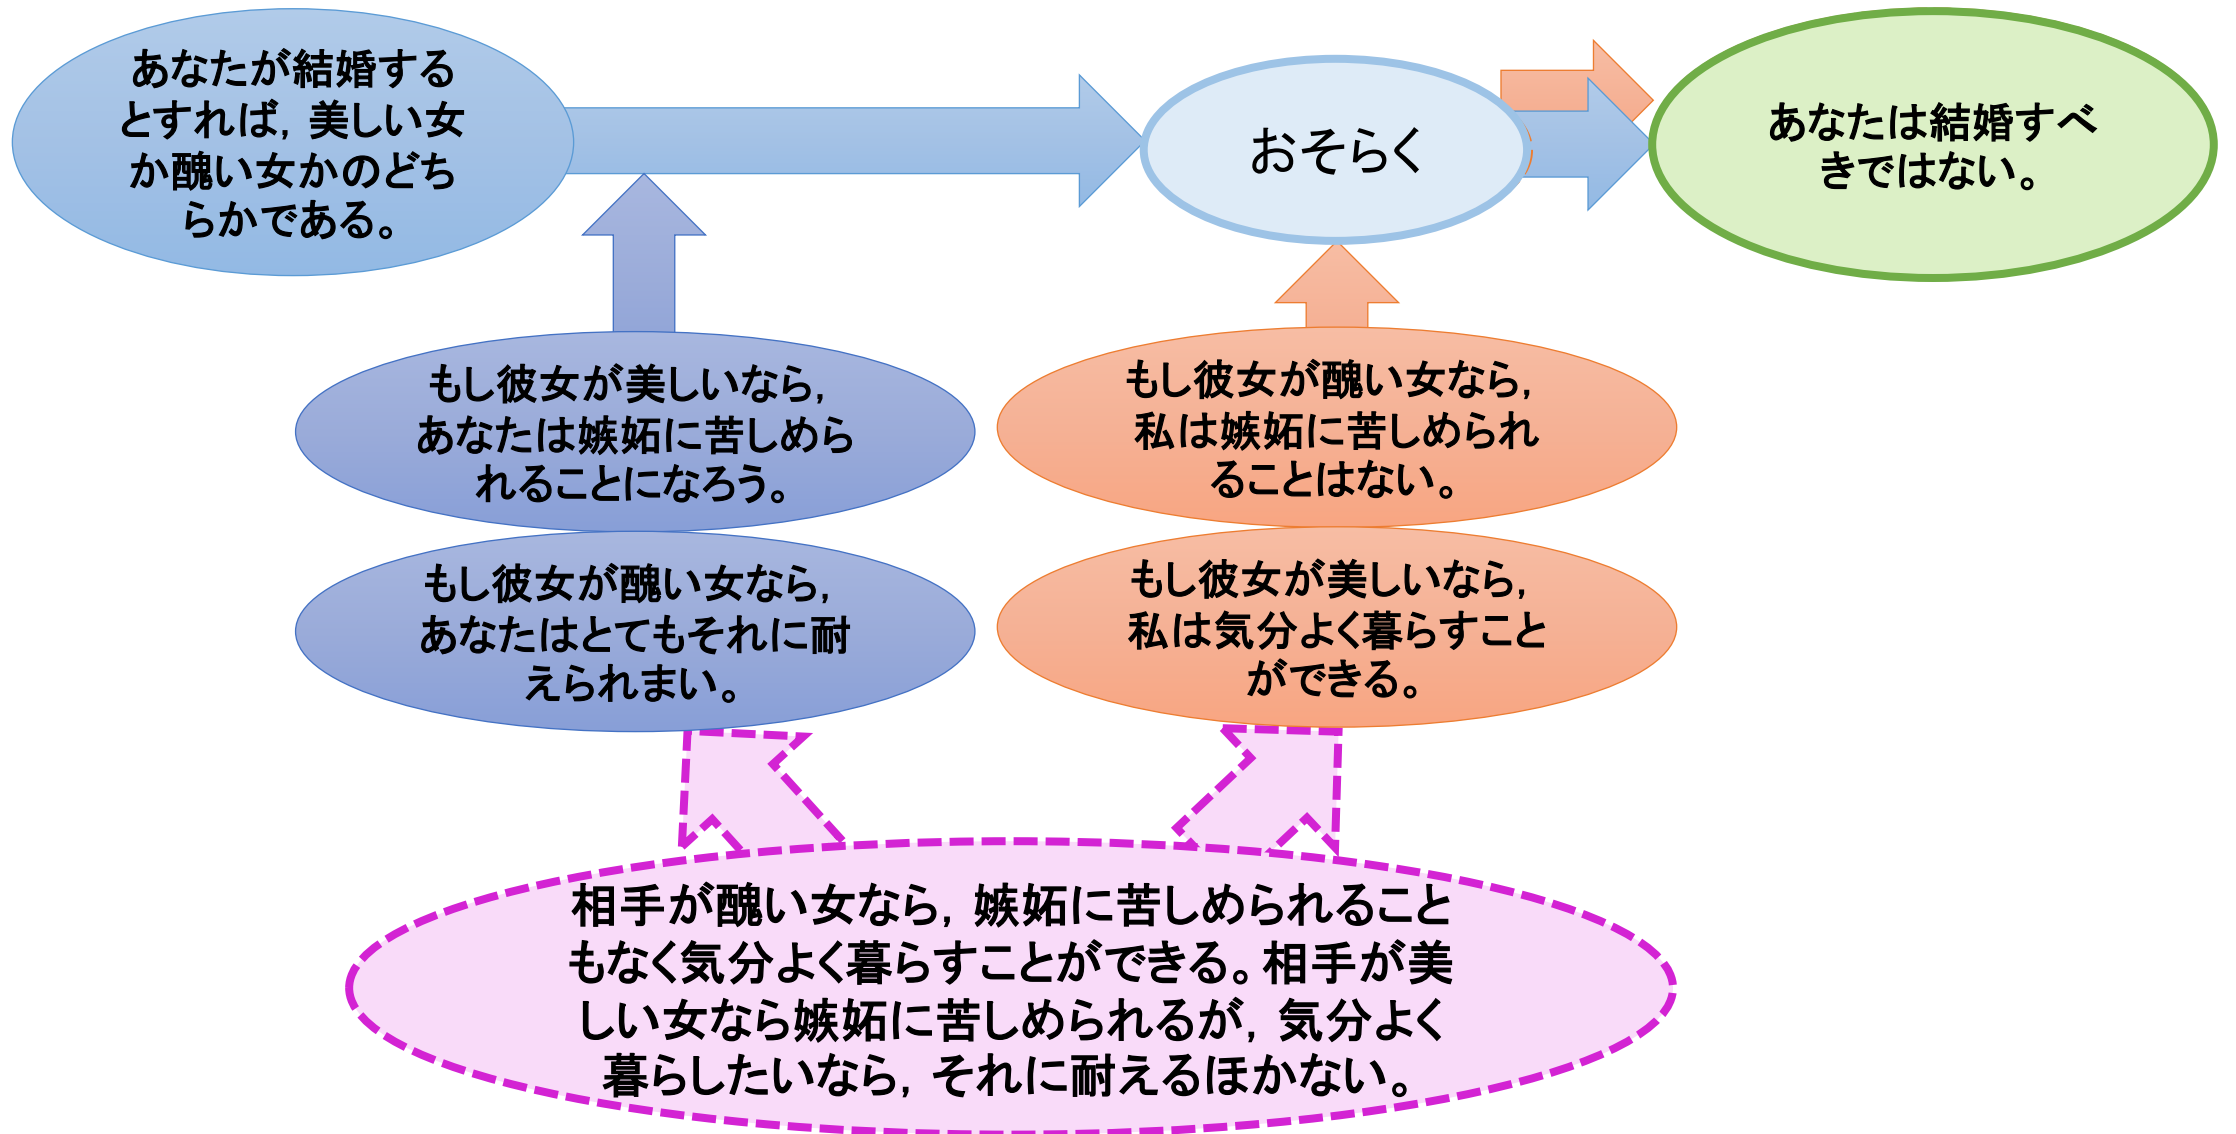 あなたが結婚する
とすれば，美しい女
か醜い女かのどち
らかである。
おそらく
あなたは結婚すべ
きではない。
もし彼女が美しいなら，
あなたは嫉妬に苦しめら
れることになろう。
もし彼女が醜い女なら，
私は嫉妬に苦しめられ
ることはない。
もし彼女が醜い女なら，
あなたはとてもそれに耐
えられまい。
もし彼女が美しいなら，
私は気分よく暮らすこと
ができる。
相手が醜い女なら，嫉妬に苦しめられること
もなく気分よく暮らすことができる。相手が美
しい女なら嫉妬に苦しめられるが，気分よく
暮らしたいなら，それに耐えるほかない。